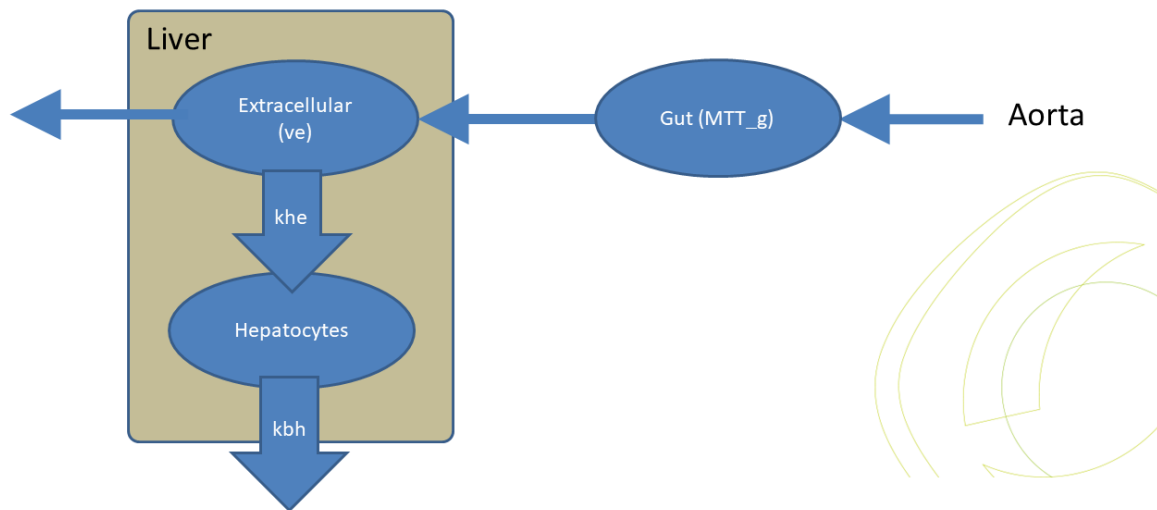 Liver
Extracellular
(ve)
Gut (MTT_g)
Aorta
khe
Hepatocytes
kbh